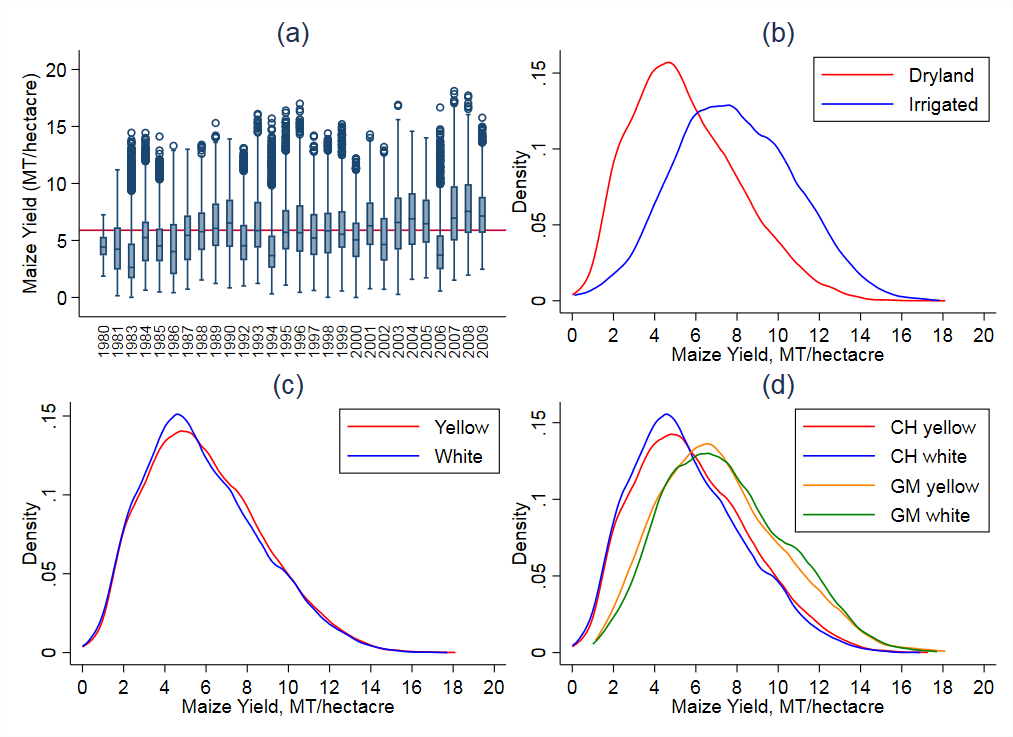 (a)
Maize Yield (MT/hectacre)
20
15
10
5
0
1980
1981
1983
1984
1985
1986
1987
1988
1989
1990
1992
1993
1994
1995
1996
1997
1998
1999
2000
2001
2002
2003
2004
2005
2006
2007
2008
2009
(b)
Dryland
Irrigated
Density
.15
.1
.05
0
0 2 4 6 8 10 12 14 16 18 20
Maize Yield, MT/hectacre
(c)
Yellow
White
Density
.15
.1
.05
0
0 2 4 6 8 10 12 14 16 18 20
Maize Yield, MT/hectacre
(d)
CH yellow
CH white
GM yellow
GM white
Density
.15
.1
.05
0
0 2 4 6 8 10 12 14 16 18 20
Maize Yield, MT/hectacre